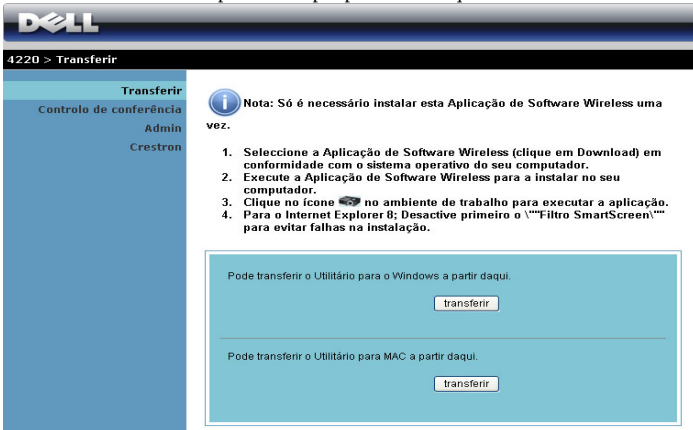 DELL
4220 > Transferir
Transferir
Controlo de conferência
Admin
Crestron
Nota: Só é necessário instalar esta Aplicação de Software Wireless uma
vez.
1. Seleccione a Aplicação de Software Wireless (clique em Download) em
conformidade com o sistema operativo do seu computador.
2. Execute a Aplicação de Software Wireless para a instalar no seu
computador.
3. Clique no ícone no ambiente de trabalho para executar a aplicação.
4. Para o Internet Explorer 8; Desactive primeiro o \""Filtro SmartScreen\""
para evitar falhas na instalação.
Pode transferir o Utilitário para o Windows a partir daqui.
transferir
Pode transferir o Utilitário para MAC a partir daqui.
transferir